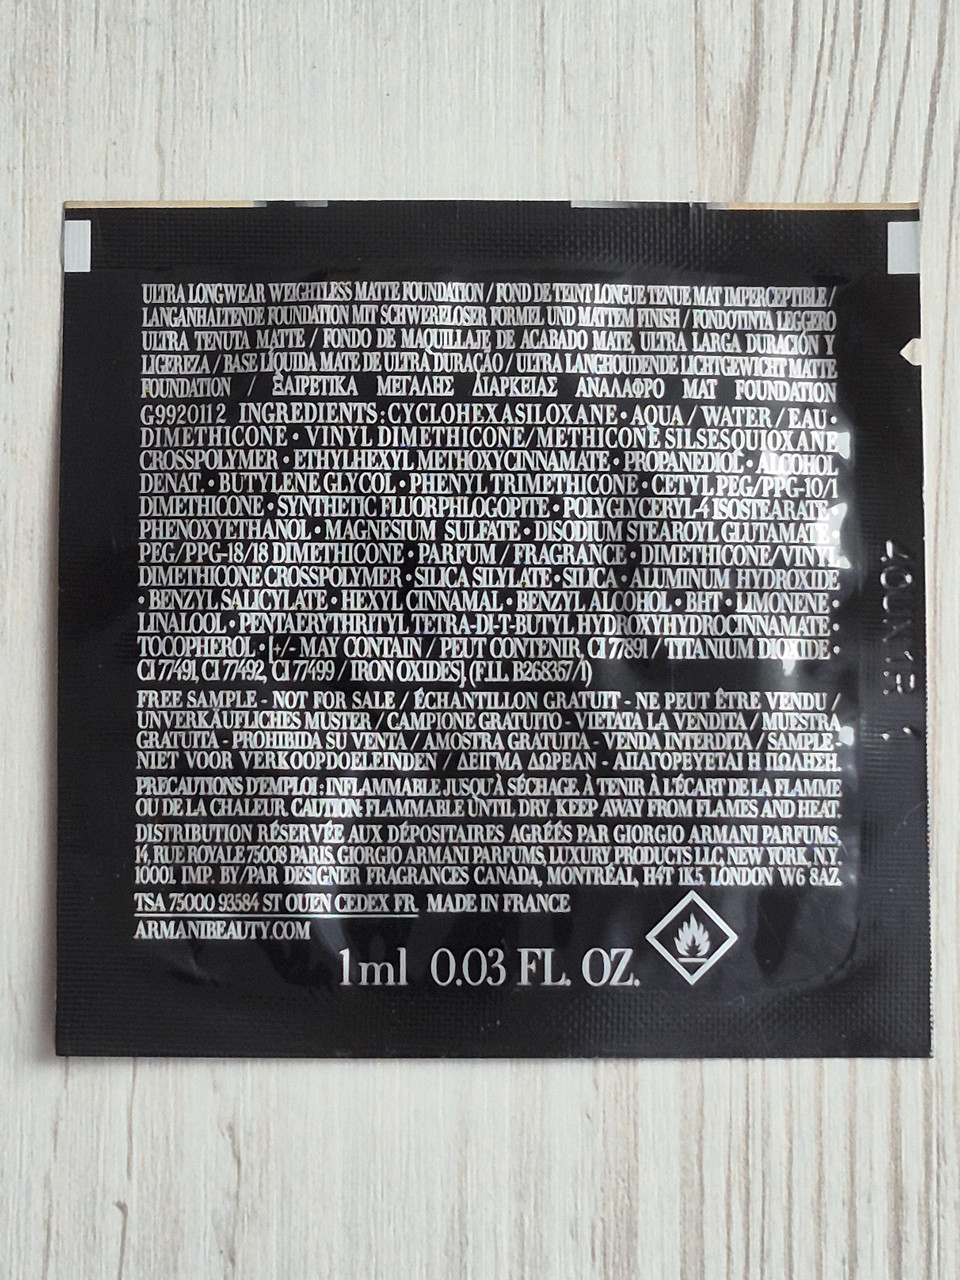 ULTRA LONGWEAR WEIGHTLESS MATTE FOUNDATION / FOND DE TEINT LONGUE TENUE MAT IMPERCEPTIBLE /
LANGANHALTENDE FOUNDATION MIT SCHWERELOSER FORMEL UND MATTEM FINISH / FONDOTINTA LEGGERO
ULTRA TENUTA MATTE / FONDO DE MAQUILLAJE DE ACABADO MATE, ULTRA LARGA DURACIÓN Y
LIGEREZA / BASE LÍQUIDA MATE DE ULTRA DURAÇÃO / ULTRA LANGHOUDENDE LICHTGEWICHT MATTE
FOUNDATION / ΞΑΙΡΕΤΙΚΑ ΜΕΓΑΛΗΣ ΔΙΑΡΚΕΙΑΣ ΑΝΑΛΑΦΡΟ ΜΑΤ FOUNDATION
G9920112 INGREDIENTS : CYCLOHEXASILOXANE • AQUA / WATER / EAU •
DIMETHICONE • VINYL DIMETHICONE/METHICONE SILSESQUIOXANE
CROSSPOLYMER • ETHYLHEXYL METHOXYCINNAMATE • PROPANEDIOL • ALCOHOL
DENAT. • BUTYLENE GLYCOL • PHENYL TRIMETHICONE • CETYL PEG/PPG-10/1
DIMETHICONE • SYNTHETIC FLUORPHLOGOPITE • POLYGLYCERYL-4 ISOSTEARATE •
PHENOXYETHANOL • MAGNESIUM SULFATE • DISODIUM STEAROYL GLUTAMATE •
PEG/PPG-18/18 DIMETHICONE • PARFUM / FRAGRANCE • DIMETHICONE/VINYL
DIMETHICONE CROSSPOLYMER • SILICA SILYLATE • SILICA • ALUMINUM HYDROXIDE
• BENZYL SALICYLATE • HEXYL CINNAMAL • BENZYL ALCOHOL • BHT • LIMONENE •
LINALOOL • PENTAERYTHRITYL TETRA-DI-T-BUTYL HYDROXYHYDROCINNAMATE •
TOCOPHEROL • [+/- MAY CONTAIN / PEUT CONTENIR, CI 77891 / TITANIUM DIOXIDE •
CI 77491, CI 77492, CI 77499 / IRON OXIDES]. (F.I.L. B268357/1)
FREE SAMPLE - NOT FOR SALE / ÉCHANTILLON GRATUIT - NE PEUT ÊTRE VENDU /
UNVERKÄUFLICHES MUSTER / CAMPIONE GRATUITO - VIETATA LA VENDITA / MUESTRA
GRATUITA - PROHIBIDA SU VENTA / AMOSTRA GRATUITA - VENDA INTERDITA / SAMPLE -
NIET VOOR VERKOOPDOELEINDEN / ΔΕΙΓΜΑ ΔΩΡΕΑΝ - ΑΠΑΓΟΡΕΥΕΤΑΙ Η ΠΩΛΗΣΗ.
PRÉCAUTIONS D'EMPLOI : INFLAMMABLE JUSQU'À SÉCHAGE. À TENIR À L'ÉCART DE LA FLAMME
OU DE LA CHALEUR. CAUTION: FLAMMABLE UNTIL DRY. KEEP AWAY FROM FLAMES AND HEAT.
DISTRIBUTION RÉSERVÉE AUX DÉPOSITAIRES AGRÉÉS PAR GIORGIO ARMANI PARFUMS,
14, RUE ROYALE 75008 PARIS. GIORGIO ARMANI PARFUMS, LUXURY PRODUCTS LLC, NEW YORK, N.Y.
10001. IMP. BY/PAR DESIGNER FRAGRANCES CANADA, MONTRÉAL, H4T 1K5. LONDON W6 8AZ.
TSA 75000 93584 ST OUEN CEDEX FR. MADE IN FRANCE
ARMANIBEAUTY.COM
1ml 0.03 FL. OZ.